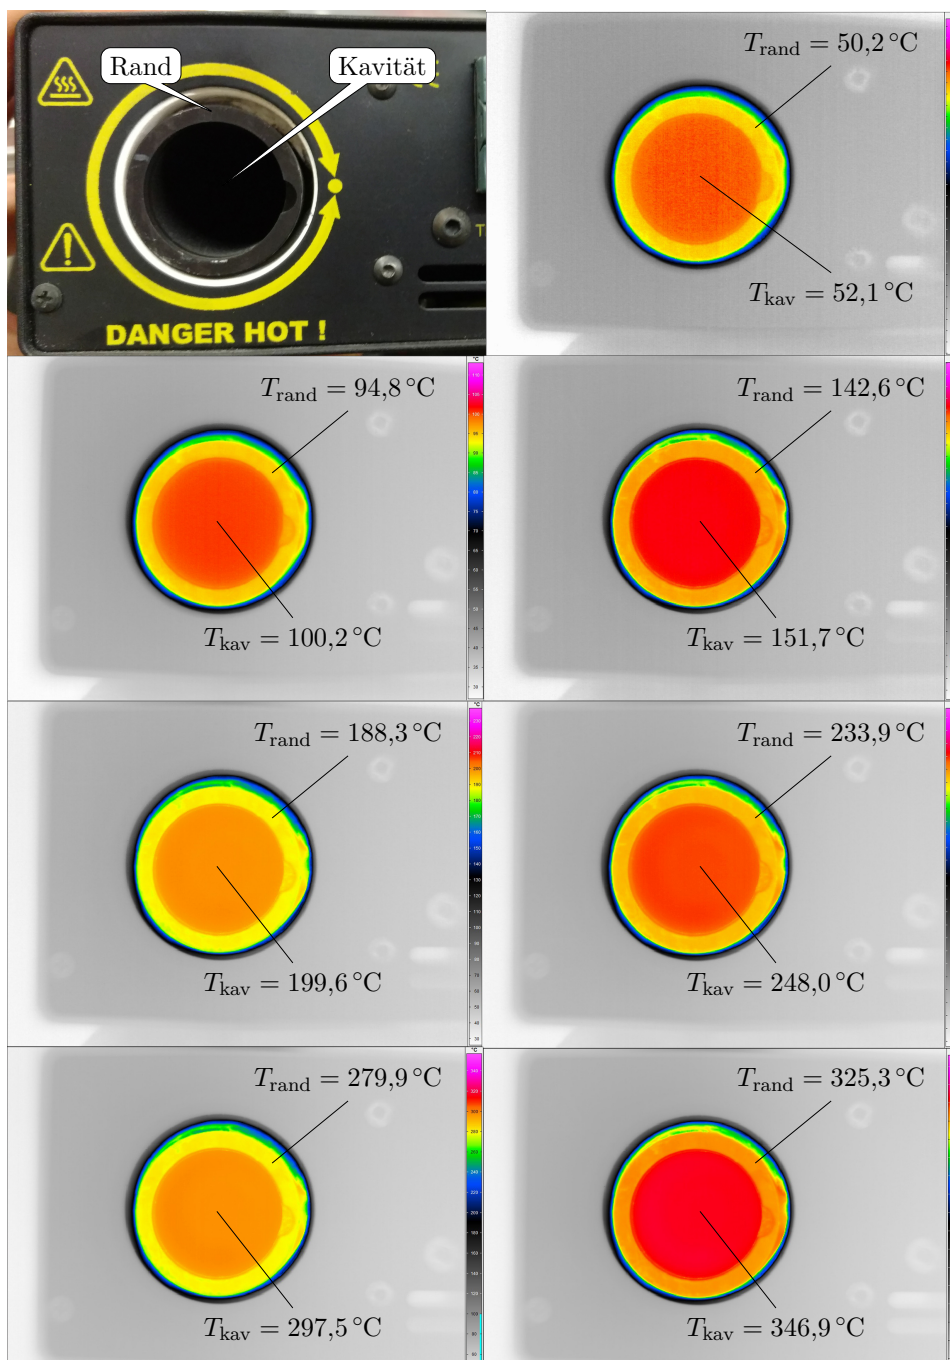 Rand
Kavität
DANGER HOT !
T_rand = 50,2 °C
T_kav = 52,1 °C
T_rand = 94,8 °C
T_kav = 100,2 °C
T_rand = 142,6 °C
T_kav = 151,7 °C
T_rand = 188,3 °C
T_kav = 199,6 °C
T_rand = 233,9 °C
T_kav = 248,0 °C
T_rand = 279,9 °C
T_kav = 297,5 °C
T_rand = 325,3 °C
T_kav = 346,9 °C